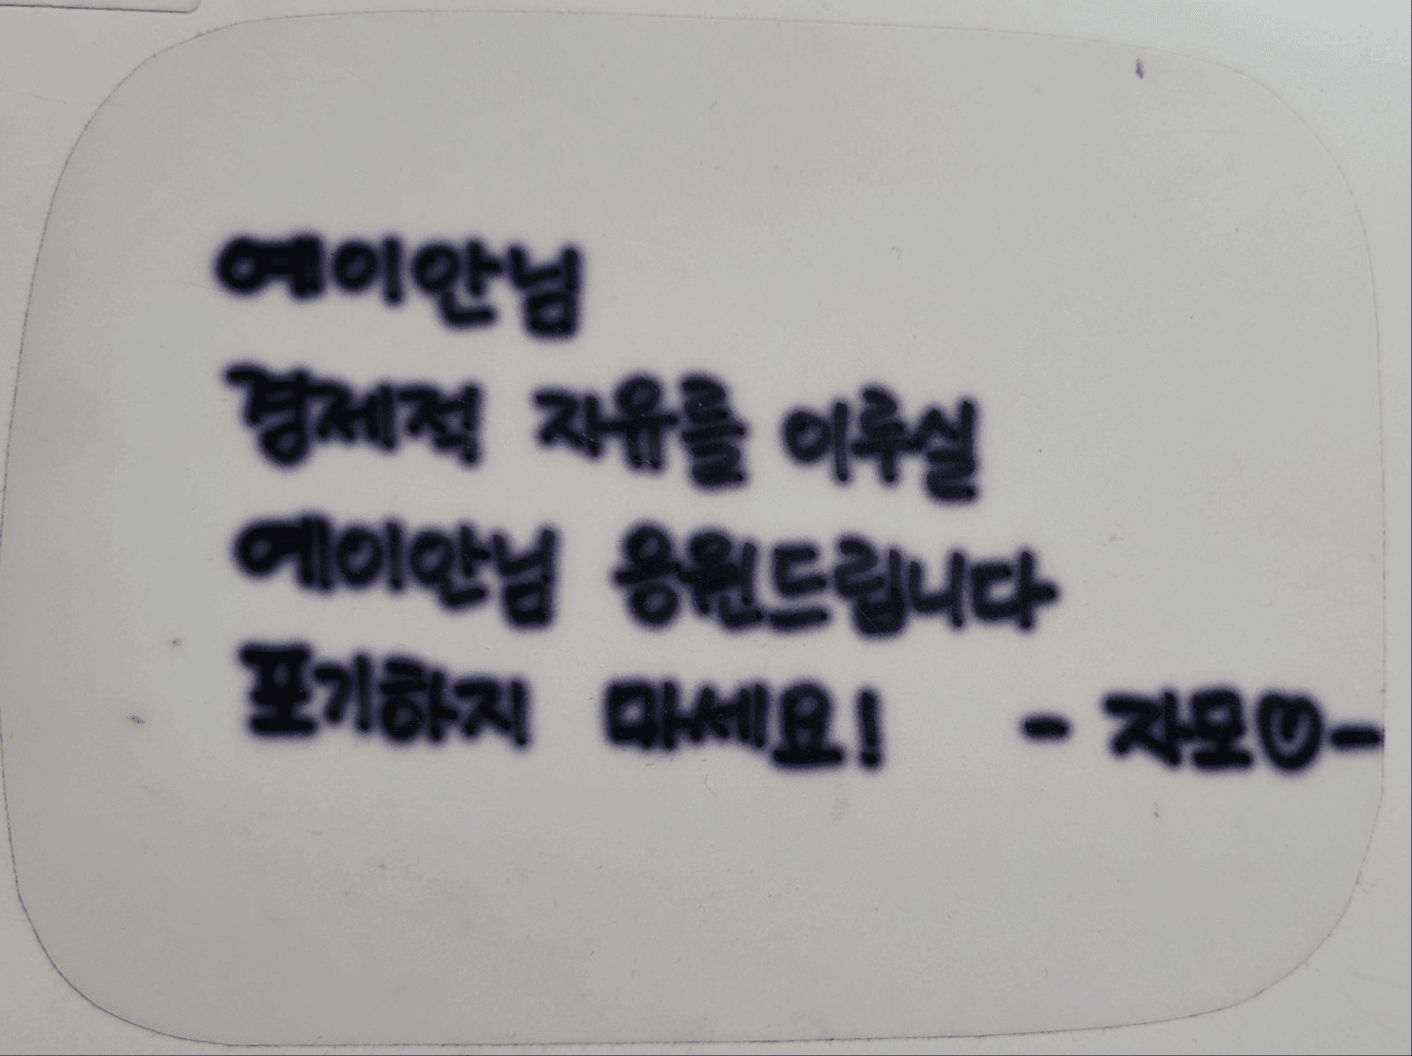 에이안님
경제적 자유를 이루실
에이안님 응원드립니다
포기하지 마세요! - 자모☺-